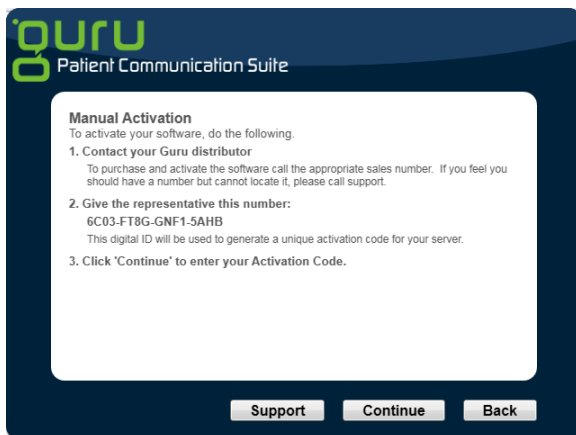 guru
Patient Communication Suite
Manual Activation
To activate your software, do the following.
1. Contact your Guru distributor
To purchase and activate the software call the appropriate sales number. If you feel you
should have a number but cannot locate it, please call support.
2. Give the representative this number:
6C03-FT8G-GNF1-5AHB
This digital ID will be used to generate a unique activation code for your server.
3. Click 'Continue' to enter your Activation Code.
Support
Continue
Back